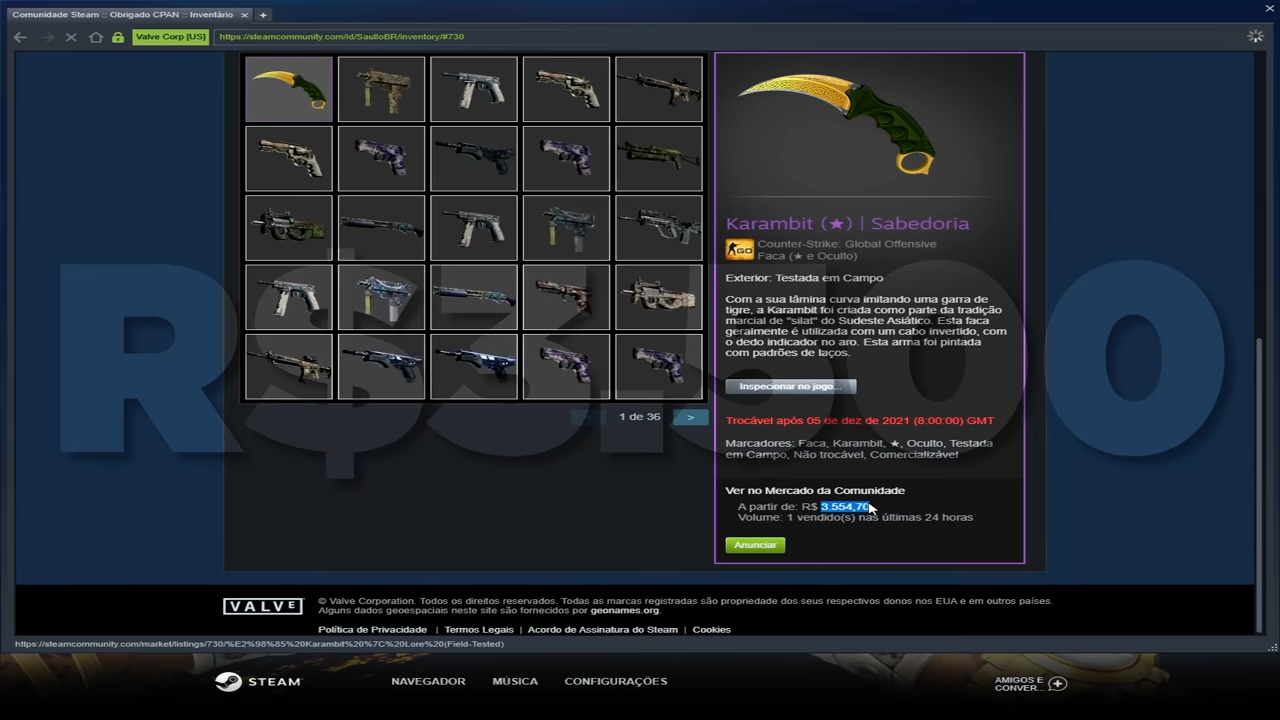 Comunidade Steam :: Obrigado CPAN :: Inventário
Valve Corp [US]
https://steamcommunity.com/id/SaulloBR/inventory/#730
R$3.500
1 de 36
>
Karambit (★) | Sabedoria
GO
Counter-Strike: Global Offensive
Faca (★ e Oculto)
Exterior: Testada em Campo
Com a sua lâmina curva imitando uma garra de
tigre, a Karambit foi criada como parte da tradição
marcial de "silat" do Sudeste Asiático. Esta faca
geralmente é utilizada com um cabo invertido, com
o dedo indicador no aro. Esta arma foi pintada
com padrões de laços.
Inspecionar no jogo...
Trocável após 05 de dez de 2021 (8:00:00) GMT
Marcadores: Faca, Karambit, ★, Oculto, Testada
em Campo, Não trocável, Comercializável
Ver no Mercado da Comunidade
A partir de: R$ 3.554,70
Volume: 1 vendido(s) nas últimas 24 horas
Anunciar
VALVE
© Valve Corporation. Todos os direitos reservados. Todas as marcas registradas são propriedade dos seus respectivos donos nos EUA e em outros países.
Alguns dados geoespaciais neste site são fornecidos por geonames.org.
Política de Privacidade | Termos Legais | Acordo de Assinatura do Steam | Cookies
https://steamcommunity.com/market/listings/730/%E2%98%85%20Karambit%20%7C%20Lore%20(Field-Tested)
STEAM
NAVEGADOR
MÚSICA
CONFIGURAÇÕES
AMIGOS E
CONVER...